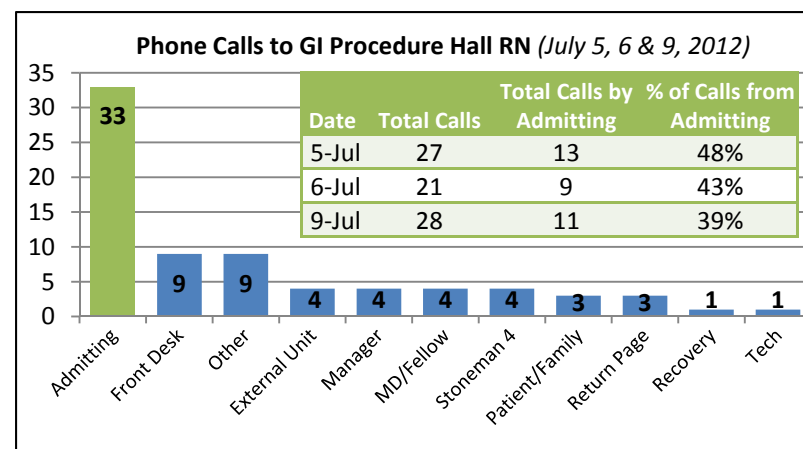 Phone Calls to GI Procedure Hall RN (July 5, 6 & 9, 2012)
35
30
25
20
15
10
5
0
33
9
9
4
4
4
4
3
3
1
1
Total Calls by % of Calls from
Date Total Calls Admitting Admitting
5-Jul 27 13 48%
6-Jul 21 9 43%
9-Jul 28 11 39%
Admitting
Front Desk
Other
External Unit
Manager
MD/Fellow
Stoneman 4
Patient/Family
Return Page
Recovery
Tech